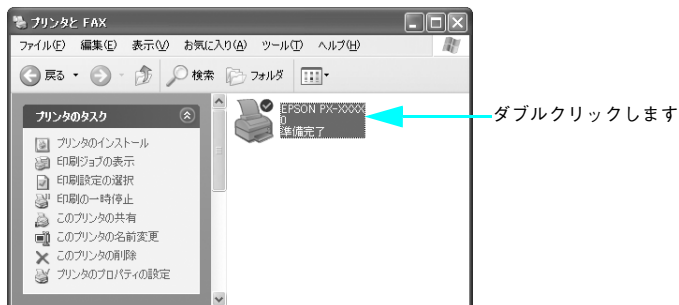 プリンタと FAX
ファイル(F) 編集(E) 表示(V) お気に入り(A) ツール(T) ヘルプ(H)
戻る 検索 フォルダ
プリンタのタスク
プリンタのインストール
印刷ジョブの表示
印刷設定の選択
印刷の一時停止
このプリンタの共有
このプリンタの名前変更
このプリンタの削除
プリンタのプロパティの設定
EPSON PX-XXXX
0
準備完了
ダブルクリックします